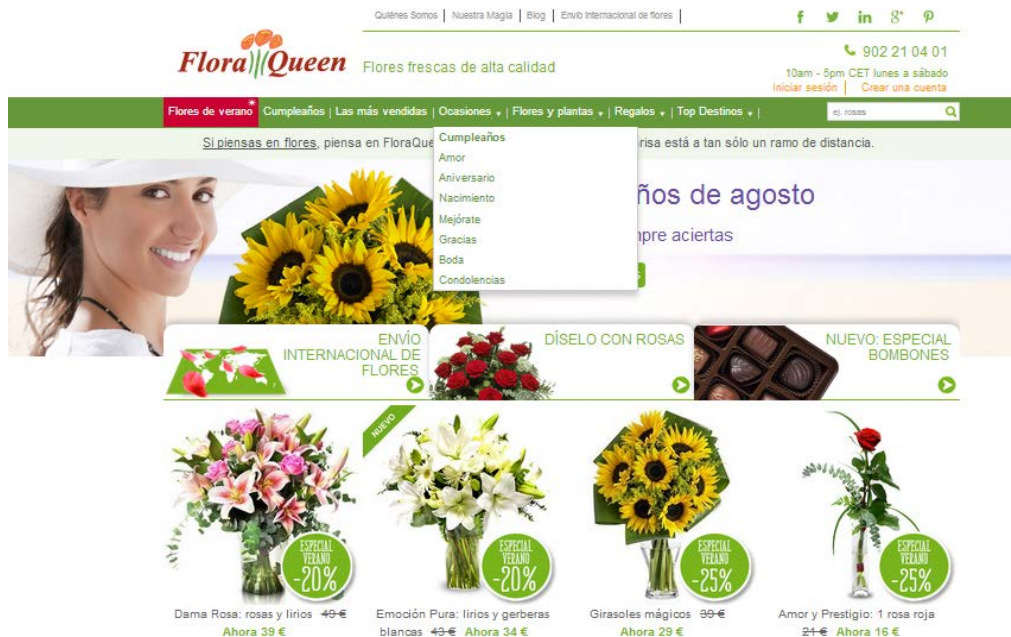 Quiénes Somos | Nuestra Magia | Blog | Envío Internacional de flores |
Flora Queen
Flores frescas de alta calidad
902 21 04 01
10am - 5pm CET lunes a sábado
Iniciar sesión | Crear una cuenta
Flores de verano * Cumpleaños | Las más vendidas | Ocasiones | Flores y plantas | Regalos | Top Destinos |
ej. rosas
Si piensas en flores, piensa en FloraQue
risa está a tan sólo un ramo de distancia.
Cumpleaños
Amor
Aniversario
Nacimiento
Mejórate
Gracias
Boda
Condolencias
ños de agosto
pre aciertas
ENVÍO
INTERNACIONAL DE
FLORES
DÍSELO CON ROSAS
NUEVO: ESPECIAL
BOMBONES
NUEVO
ESPECIAL
VERANO
-20%
ESPECIAL
VERANO
-20%
ESPECIAL
VERANO
-25%
ESPECIAL
VERANO
-25%
Dama Rosa: rosas y lirios 49 €
Ahora 39 €
Emoción Pura: lirios y gerberas
blancas 43 € Ahora 34 €
Girasoles mágicos 39 €
Ahora 29 €
Amor y Prestigio: 1 rosa roja
21 € Ahora 16 €